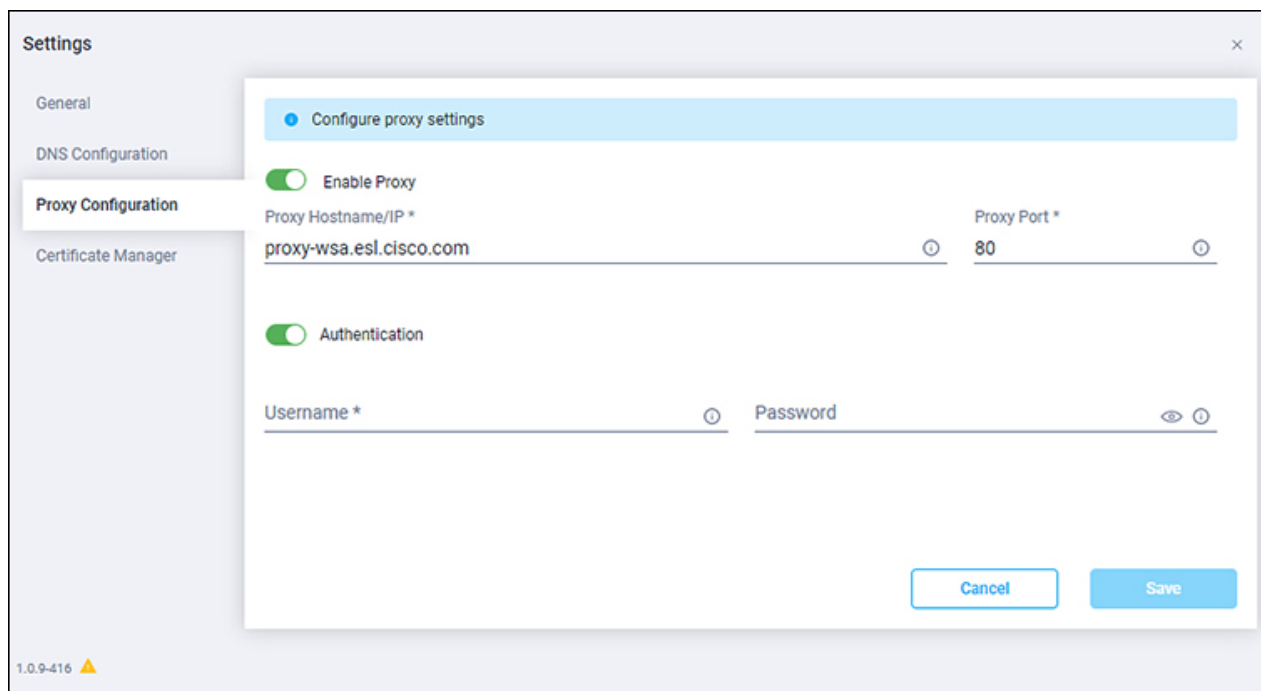 Settings
General
DNS Configuration
Proxy Configuration
Certificate Manager
Configure proxy settings
Enable Proxy
Proxy Hostname/IP *
Proxy Port *
proxy-wsa.esl.cisco.com
80
Authentication
Username *
Password
Cancel
Save
1.0.9-416